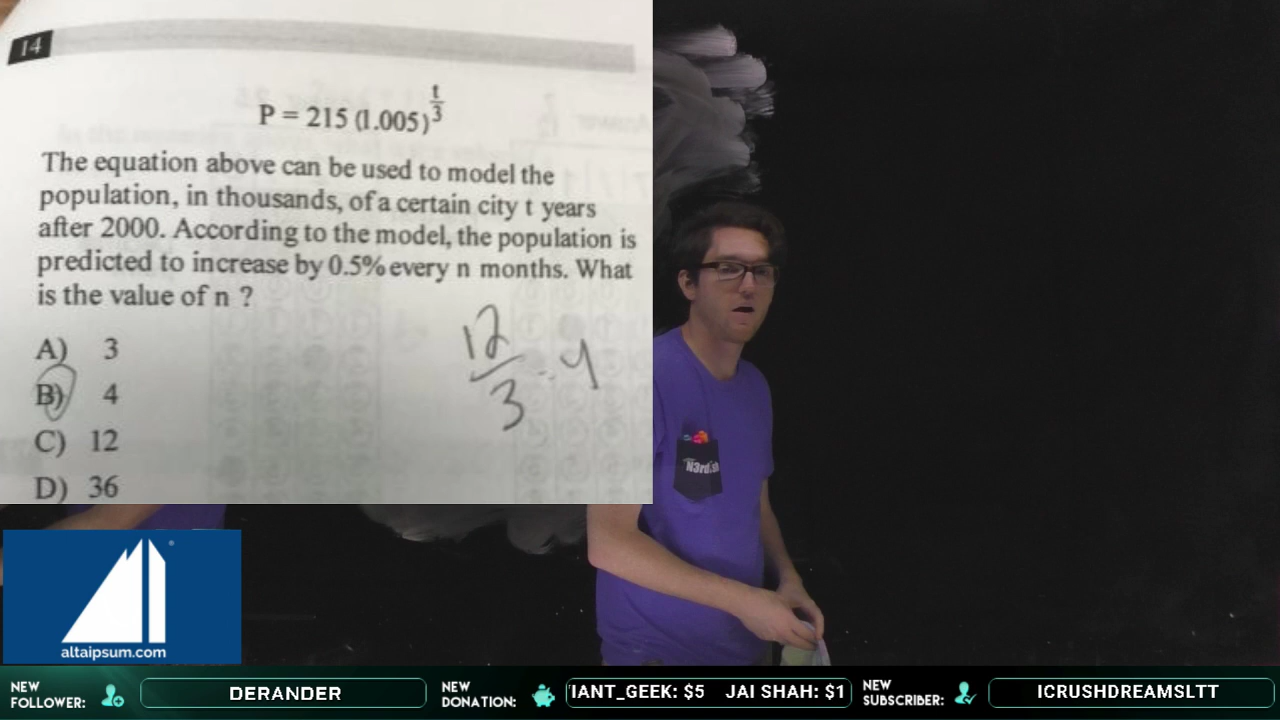 14
P = 215 (1.005)^(t/3)
The equation above can be used to model the
population, in thousands, of a certain city t years
after 2000. According to the model, the population is
predicted to increase by 0.5% every n months. What
is the value of n ?
A) 3
B) 4
C) 12
D) 36
12
3
4
N3rd
altaipsum.com
NEW FOLLOWER:
DERANDER
NEW DONATION:
IANT_GEEK: $5 JAI SHAH: $1
NEW SUBSCRIBER:
ICRUSHDREAMSLTT